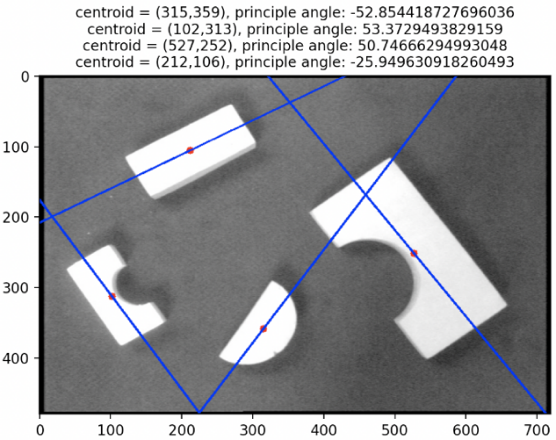 centroid = (315,359), principle angle: -52.854418727696036
centroid = (102,313), principle angle: 53.3729493829159
centroid = (527,252), principle angle: 50.74666294993048
centroid = (212,106), principle angle: -25.949630918260493
0
100
200
300
400
0 100 200 300 400 500 600 700